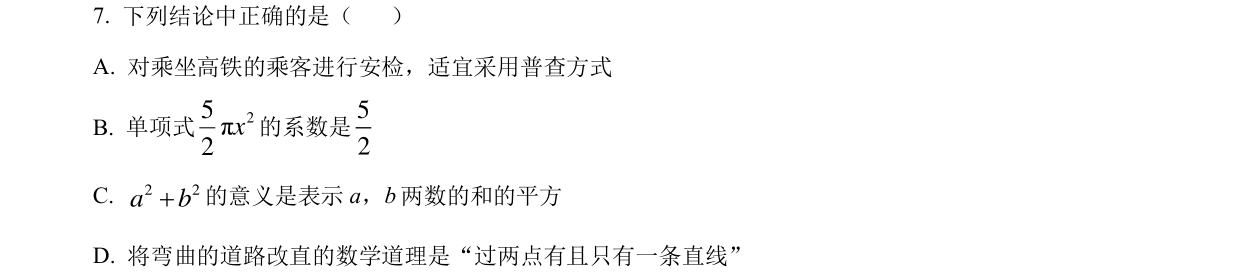 7. 下列结论中正确的是（　　）
A. 对乘坐高铁的乘客进行安检，适宜采用普查方式
B. 单项式 5/2 πx² 的系数是 5/2
C. a² + b² 的意义是表示 a，b 两数的和的平方
D. 将弯曲的道路改直的数学道理是“过两点有且只有一条直线”